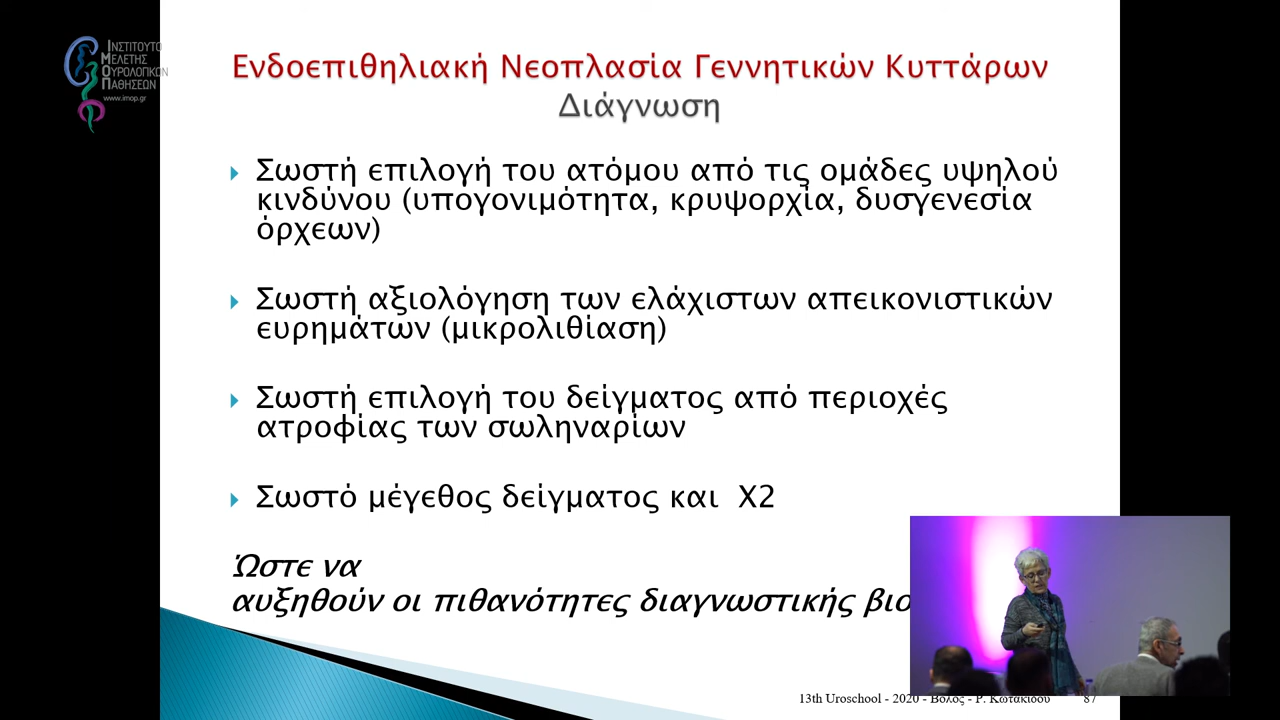 ΙΝΣΤΙΤΟΥΤΟ
ΜΕΛΕΤΗΣ
ΟΥΡΟΛΟΓΙΚΩΝ
ΠΑΘΗΣΕΩΝ
www.imop.gr
Ενδοεπιθηλιακή Νεοπλασία Γεννητικών Κυττάρων
Διάγνωση
Σωστή επιλογή του ατόμου από τις ομάδες υψηλού
κινδύνου (υπογονιμότητα, κρυψορχία, δυσγενεσία
όρχεων)
Σωστή αξιολόγηση των ελάχιστων απεικονιστικών
ευρημάτων (μικρολιθίαση)
Σωστή επιλογή του δείγματος από περιοχές
ατροφίας των σωληναρίων
Σωστό μέγεθος δείγματος και Χ2
Ώστε να
αυξηθούν οι πιθανότητες διαγνωστικής βιο
13th Uroschool - 2020 - Βόλος - Ρ. Κωτακίδου 87